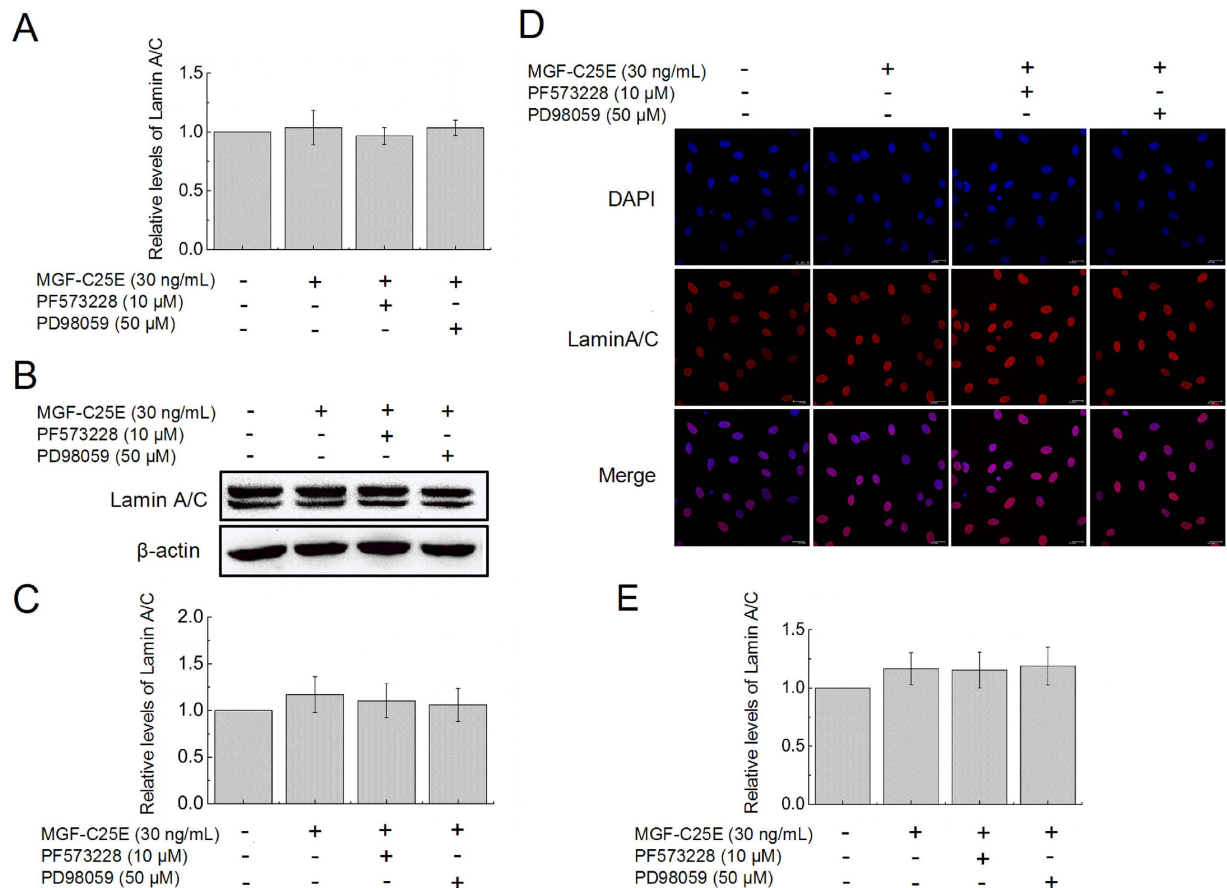 A
Relative levels of Lamin A/C
1.5
1.0
0.5
0.0
MGF-C25E (30 ng/mL) - + + +
PF573228 (10 µM) - - + -
PD98059 (50 µM) - - - +
B
MGF-C25E (30 ng/mL) - + + +
PF573228 (10 µM) - - + -
PD98059 (50 µM) - - - +
Lamin A/C
β-actin
C
Relative levels of Lamin A/C
2.0
1.5
1.0
0.5
0.0
MGF-C25E (30 ng/mL) - + + +
PF573228 (10 µM) - - + -
PD98059 (50 µM) - - - +
D
MGF-C25E (30 ng/mL) - + + +
PF573228 (10 µM) - - + -
PD98059 (50 µM) - - - +
DAPI
LaminA/C
Merge
E
Relative levels of Lamin A/C
1.5
1.0
0.5
0.0
MGF-C25E (30 ng/mL) - + + +
PF573228 (10 µM) - - + -
PD98059 (50 µM) - - - +